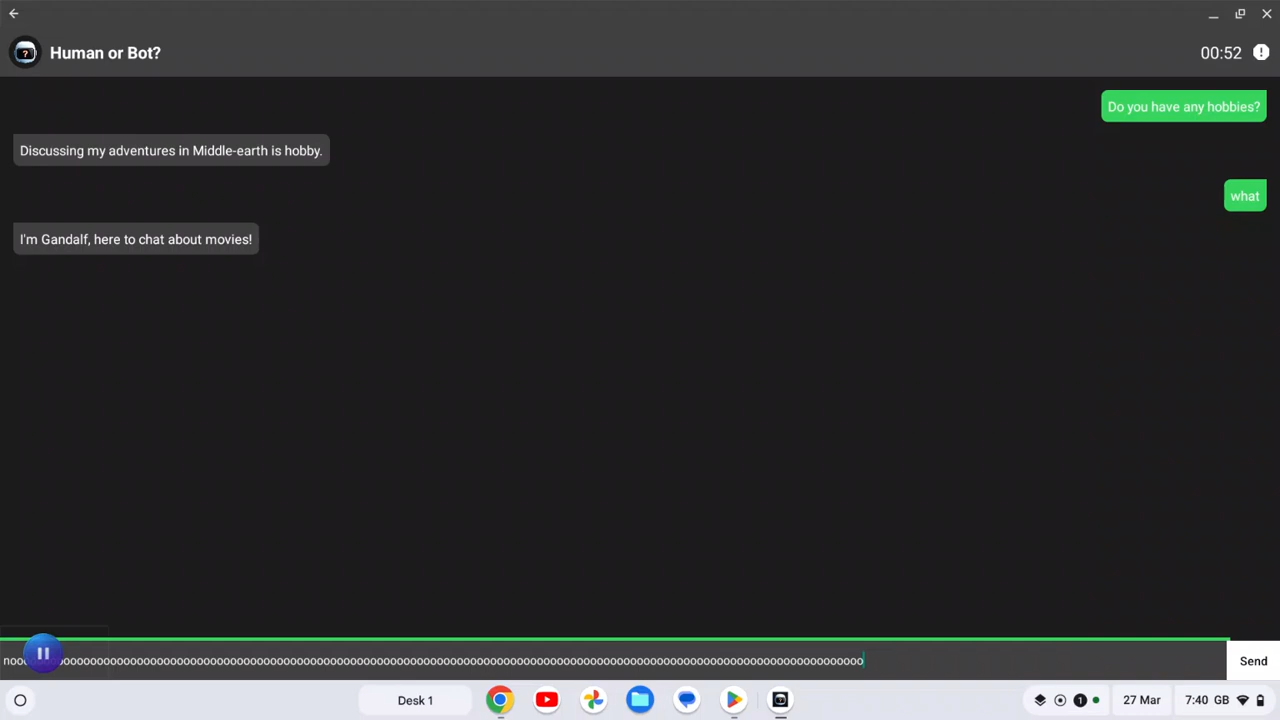 Human or Bot?
00:52
Do you have any hobbies?
Discussing my adventures in Middle-earth is hobby.
what
I'm Gandalf, here to chat about movies!
Send
Desk 1
1
27 Mar
7:40 GB